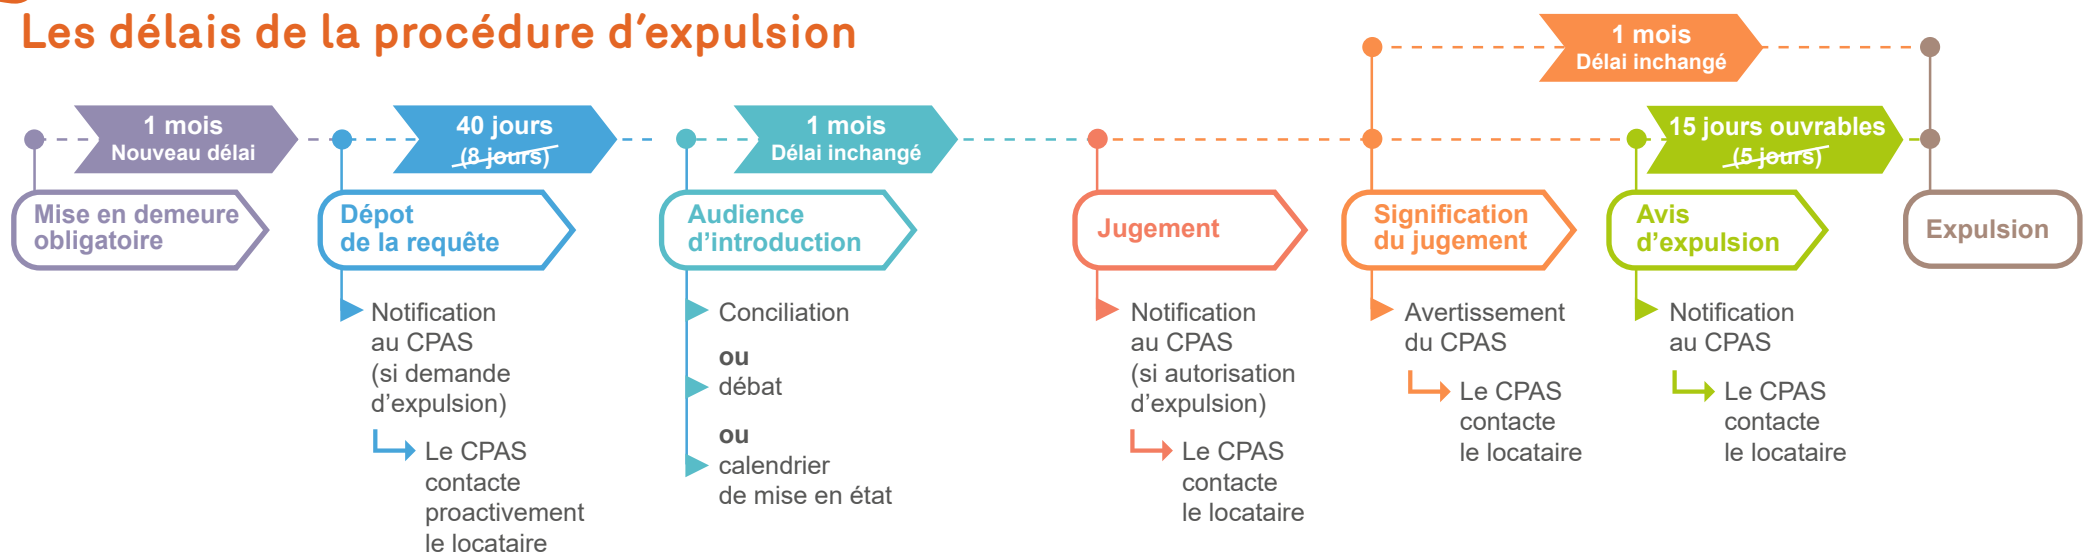 Les délais de la procédure d'expulsion
1 mois
Nouveau délai
40 jours
(8 jours)
1 mois
Délai inchangé
1 mois
Délai inchangé
15 jours ouvrables
(5 jours)
Mise en demeure
obligatoire
Dépot
de la requête
Audience
d'introduction
Jugement
Signification
du jugement
Avis
d'expulsion
Expulsion
Notification
au CPAS
(si demande
d'expulsion)
Le CPAS
contacte
proactivement
le locataire
Conciliation
ou
débat
ou
calendrier
de mise en état
Notification
au CPAS
(si autorisation
d'expulsion)
Le CPAS
contacte
le locataire
Avertissement
du CPAS
Le CPAS
contacte
le locataire
Notification
au CPAS
Le CPAS
contacte
le locataire